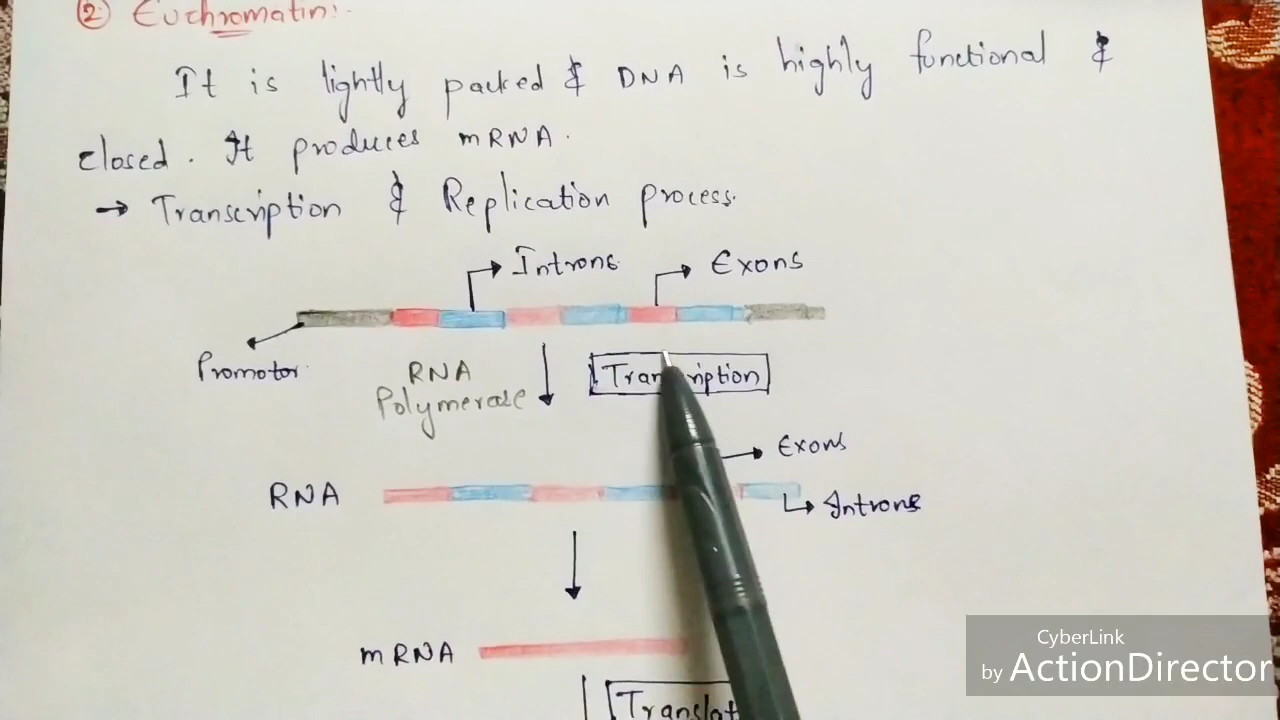 ② Euchromatin:-
It is lightly packed & DNA is highly functional &
closed. It produces mRNA.
→ Transcription & Replication process.
Introns
Exons
Promotor
RNA
Polymerase
Transcription
Exons
RNA
Introns
mRNA
CyberLink
by ActionDirector